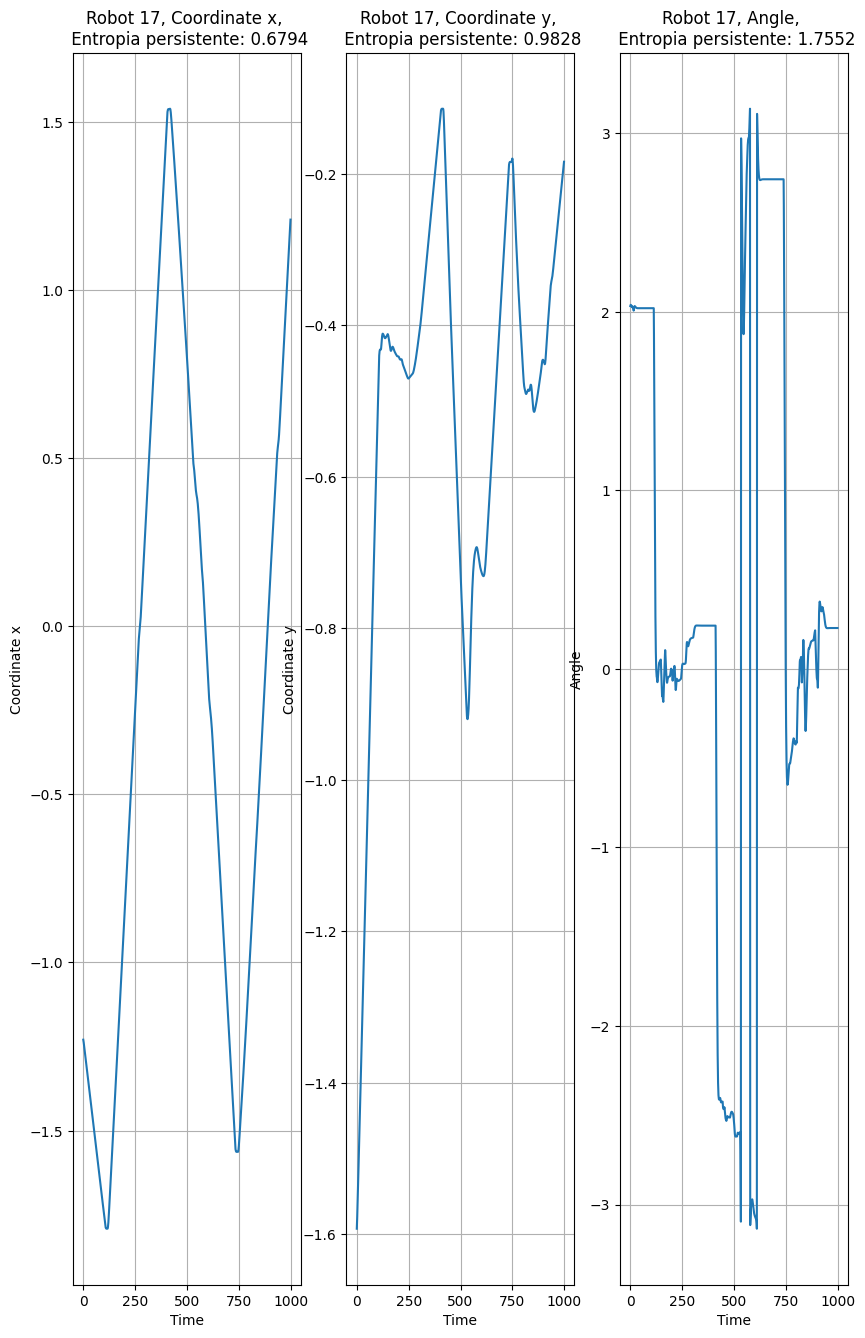 Robot 17, Coordinate x,
Entropia persistente: 0.6794
1.5
1.0
0.5
0.0
−0.5
−1.0
−1.5
Coordinate x
0 250 500 750 1000
Time
Robot 17, Coordinate y,
Entropia persistente: 0.9828
−0.2
−0.4
−0.6
−0.8
−1.0
−1.2
−1.4
−1.6
Coordinate y
0 250 500 750 1000
Time
Robot 17, Angle,
Entropia persistente: 1.7552
3
2
1
0
−1
−2
−3
Angle
0 250 500 750 1000
Time